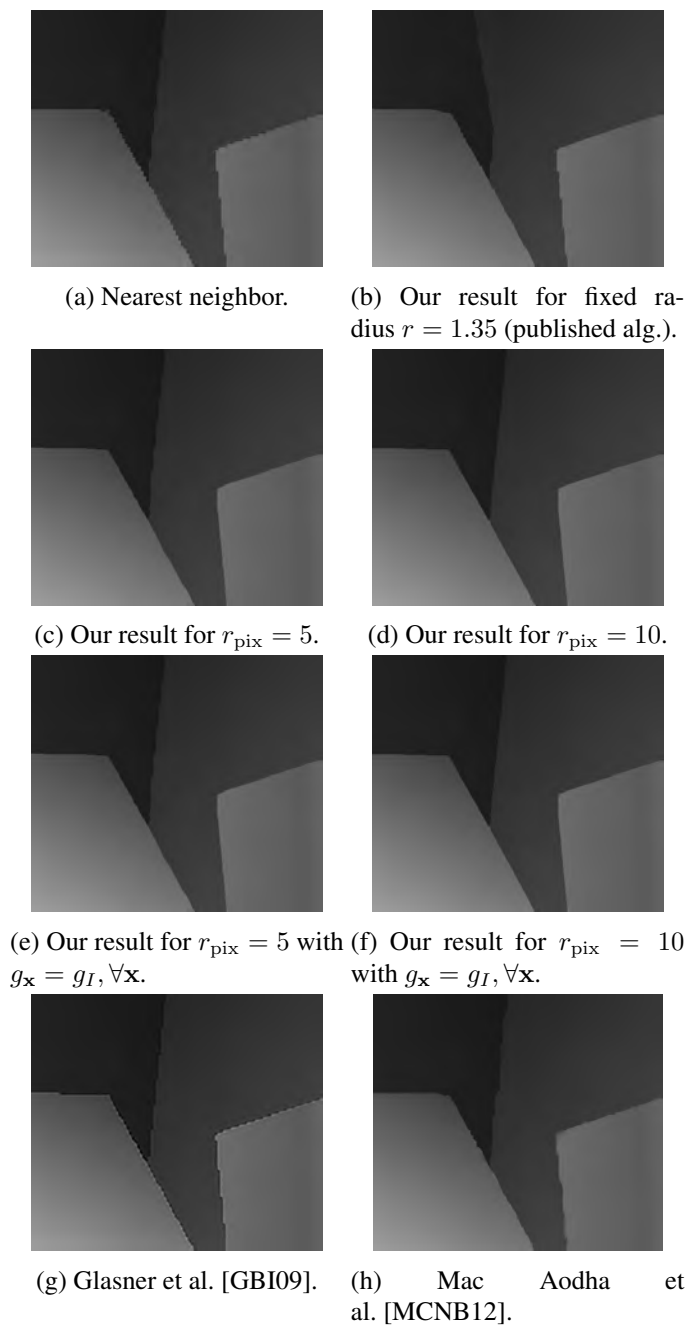 (a) Nearest neighbor.
(b) Our result for fixed ra-
dius r = 1.35 (published alg.).
(c) Our result for r_pix = 5.
(d) Our result for r_pix = 10.
(e) Our result for r_pix = 5 with
g_𝐱 = g_I, ∀𝐱.
(f) Our result for r_pix = 10
with g_𝐱 = g_I, ∀𝐱.
(g) Glasner et al. [GBI09].
(h) Mac Aodha et
al. [MCNB12].